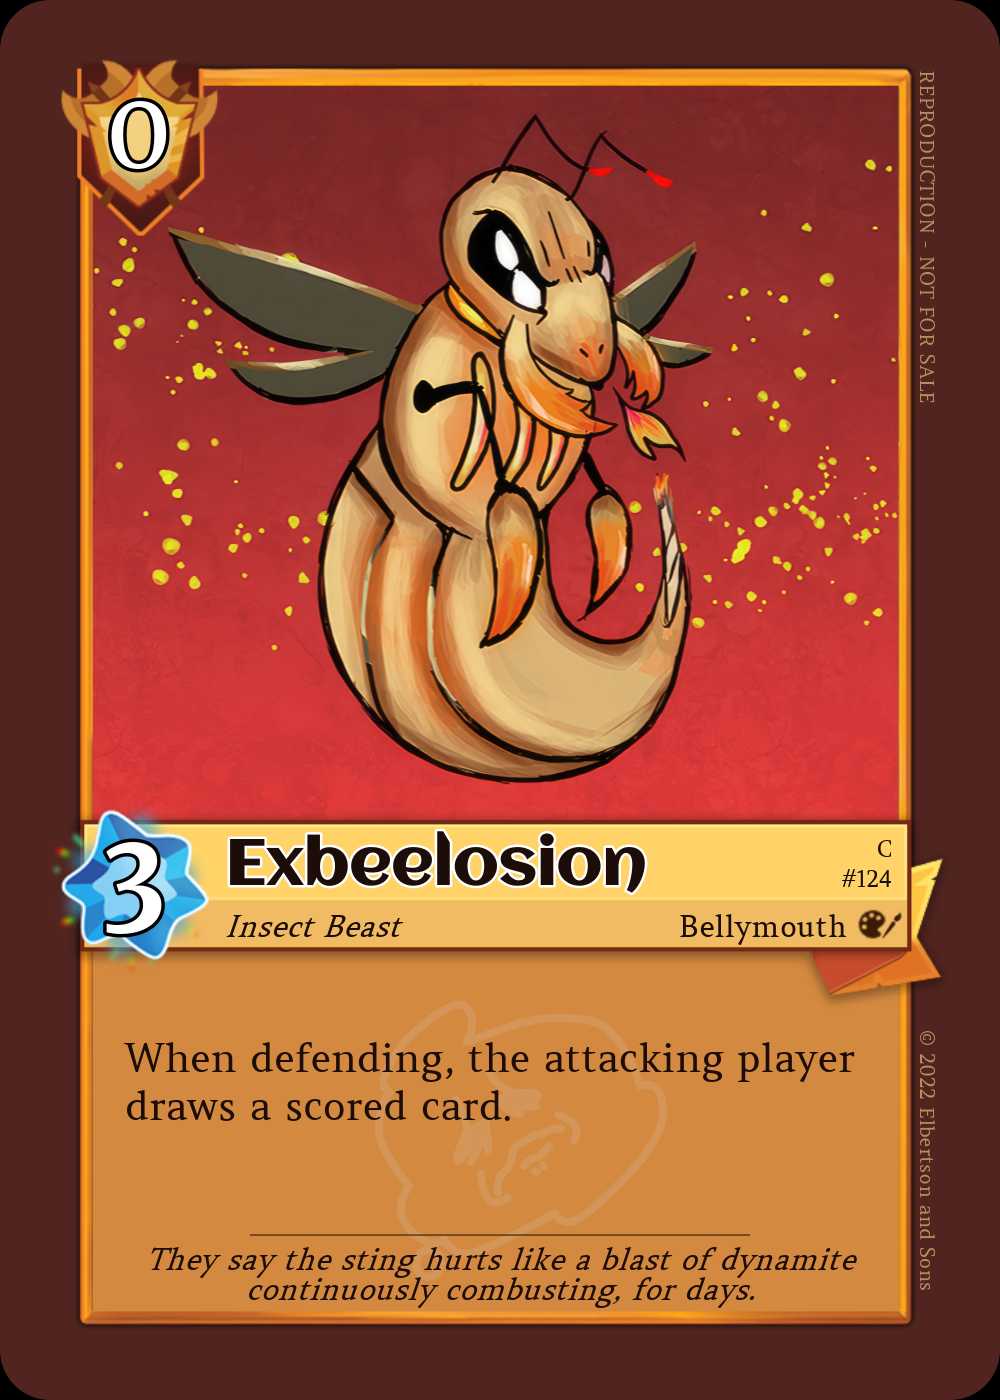 0
REPRODUCTION - NOT FOR SALE
3
Exbeelosion
C
#124
Insect Beast
Bellymouth
When defending, the attacking player
draws a scored card.
They say the sting hurts like a blast of dynamite
continuously combusting, for days.
© 2022 Elbertson and Sons